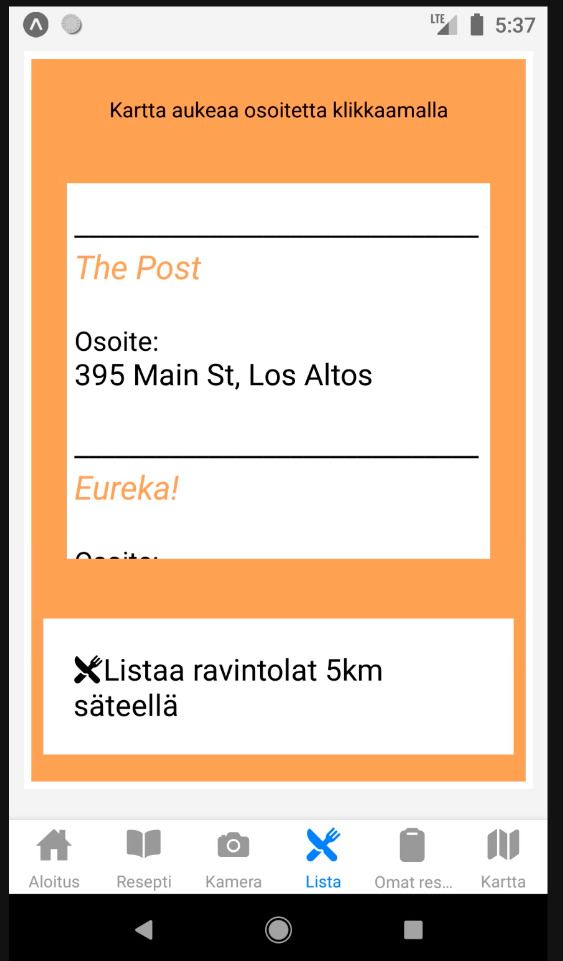 LTE 5:37
Kartta aukeaa osoitetta klikkaamalla
The Post
Osoite:
395 Main St, Los Altos
Eureka!
Osoite:
Listaa ravintolat 5km
säteellä
Aloitus Resepti Kamera Lista Omat res... Kartta